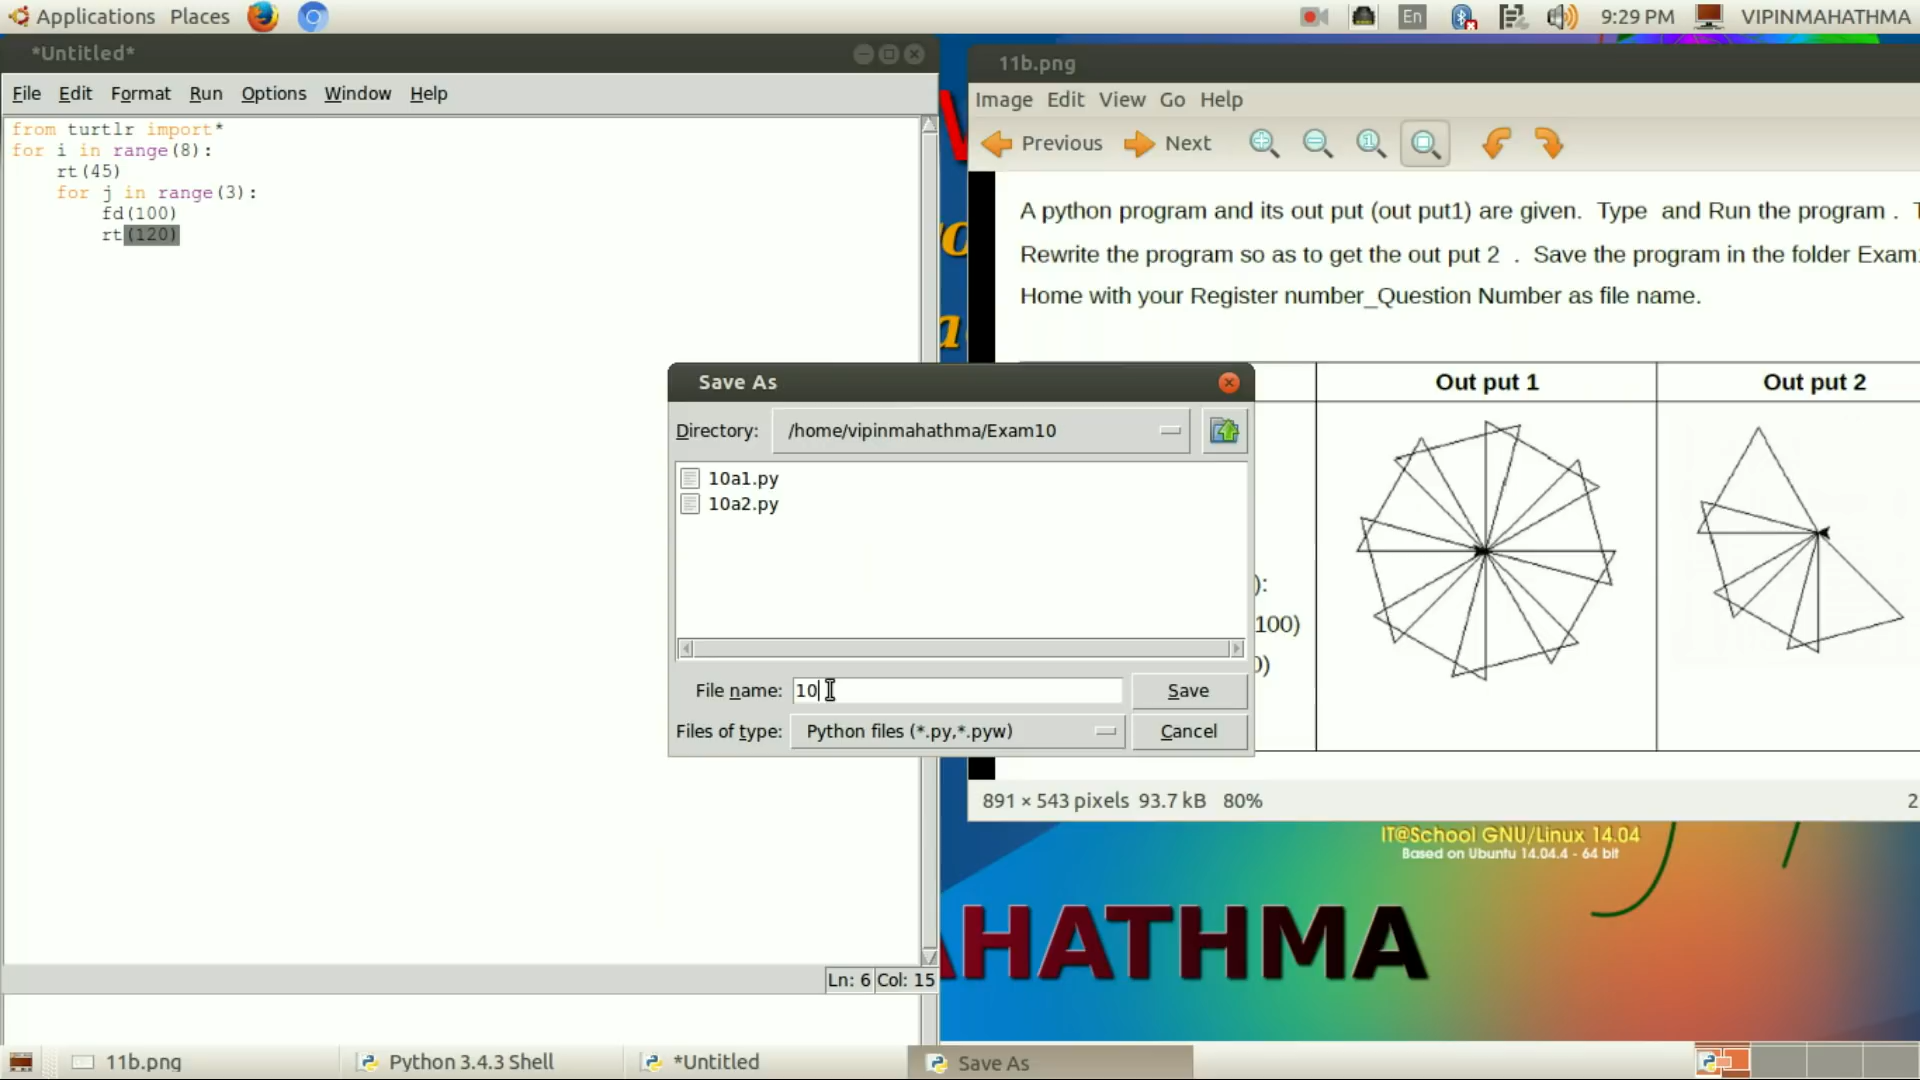 Applications Places En 9:29 PM VIPINMAHATHMA
*Untitled*
File Edit Format Run Options Window Help
from turtlr import*
for i in range(8):
rt(45)
for j in range(3):
fd(100)
rt(120)
Ln: 6 Col: 15
11b.png
Image Edit View Go Help
Previous Next
A python program and its out put (out put1) are given. Type and Run the program .
Rewrite the program so as to get the out put 2 . Save the program in the folder Exam
Home with your Register number_Question Number as file name.
Out put 1 Out put 2
):
100)
)
891 × 543 pixels 93.7 kB 80% 2
Save As
Directory: /home/vipinmahathma/Exam10
10a1.py
10a2.py
File name: 10 Save
Files of type: Python files (*.py,*.pyw) Cancel
IT@School GNU/Linux 14.04
Based on Ubuntu 14.04.4 - 64 bit
AHATHMA
11b.png Python 3.4.3 Shell *Untitled Save As